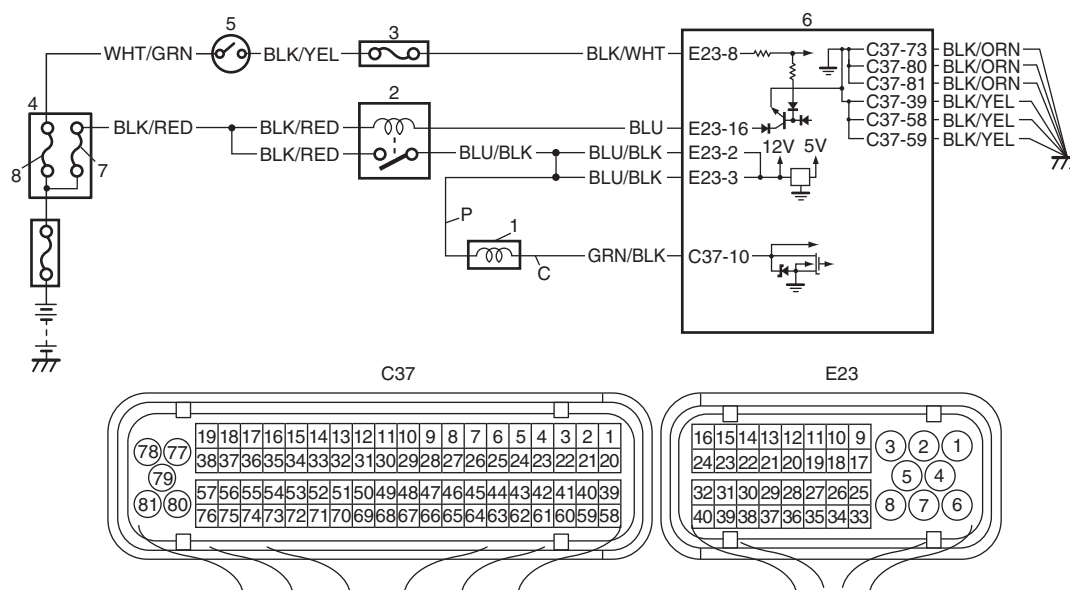 6
5
WHT/GRN BLK/YEL 3 BLK/WHT E23-8 C37-73 BLK/ORN
C37-80 BLK/ORN
C37-81 BLK/ORN
4 2 C37-39 BLK/YEL
BLK/RED BLK/RED BLU E23-16 C37-58 BLK/YEL
BLK/RED BLU/BLK BLU/BLK E23-2 12V 5V C37-59 BLK/YEL
8 7 BLU/BLK E23-3
P 1
GRN/BLK C37-10
C
C37
19 18 17 16 15 14 13 12 11 10 9 8 7 6 5 4 3 2 1
38 37 36 35 34 33 32 31 30 29 28 27 26 25 24 23 22 21 20
57 56 55 54 53 52 51 50 49 48 47 46 45 44 43 42 41 40 39
76 75 74 73 72 71 70 69 68 67 66 65 64 63 62 61 60 59 58
78 77
79
81 80
E23
16 15 14 13 12 11 10 9
24 23 22 21 20 19 18 17
32 31 30 29 28 27 26 25
40 39 38 37 36 35 34 33
3 2 1
5 4
8 7 6